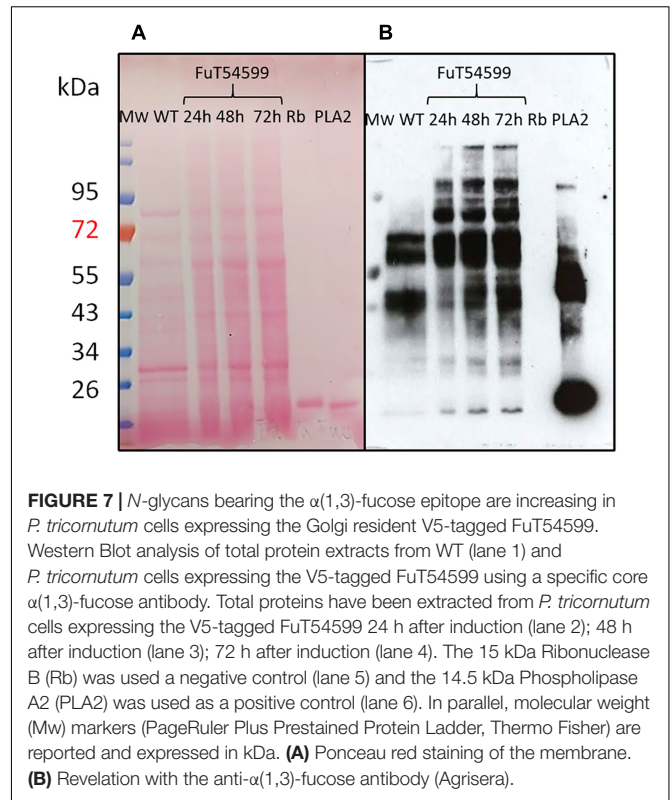 A B
FuT54599 FuT54599
kDa
Mw WT 24h 48h 72h Rb PLA2 Mw WT 24h 48h 72h Rb PLA2
95
72
55
43
34
26
FIGURE 7 | N-glycans bearing the α(1,3)-fucose epitope are increasing in
P. tricornutum cells expressing the Golgi resident V5-tagged FuT54599.
Western Blot analysis of total protein extracts from WT (lane 1) and
P. tricornutum cells expressing the V5-tagged FuT54599 using a specific core
α(1,3)-fucose antibody. Total proteins have been extracted from P. tricornutum
cells expressing the V5-tagged FuT54599 24 h after induction (lane 2); 48 h
after induction (lane 3); 72 h after induction (lane 4). The 15 kDa Ribonuclease
B (Rb) was used a negative control (lane 5) and the 14.5 kDa Phospholipase
A2 (PLA2) was used as a positive control (lane 6). In parallel, molecular weight
(Mw) markers (PageRuler Plus Prestained Protein Ladder, Thermo Fisher) are
reported and expressed in kDa. (A) Ponceau red staining of the membrane.
(B) Revelation with the anti-α(1,3)-fucose antibody (Agrisera).